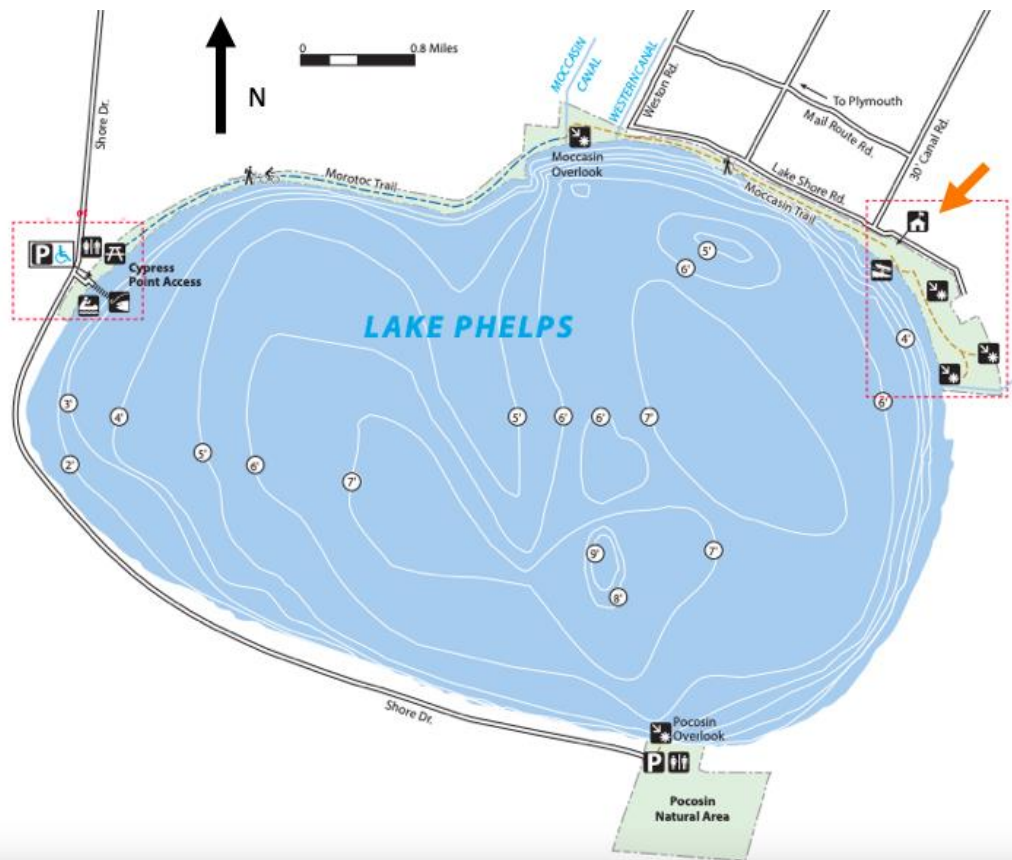 0
0.8 Miles
N
MOCCASIN
CANAL
WESTERN CANAL
Weston Rd.
To Plymouth
Mail Route Rd.
30' Canal Rd.
Shore Dr.
Morotoc Trail
Moccasin
Overlook
Lake Shore Rd.
Moccasin Trail
P
Cypress
Point Access
LAKE PHELPS
5'
6'
4'
3'
4'
5'
6'
6'
7'
6'
2'
5'
6'
7'
9'
7'
8'
Shore Dr.
Pocosin
Overlook
P
Pocosin
Natural Area